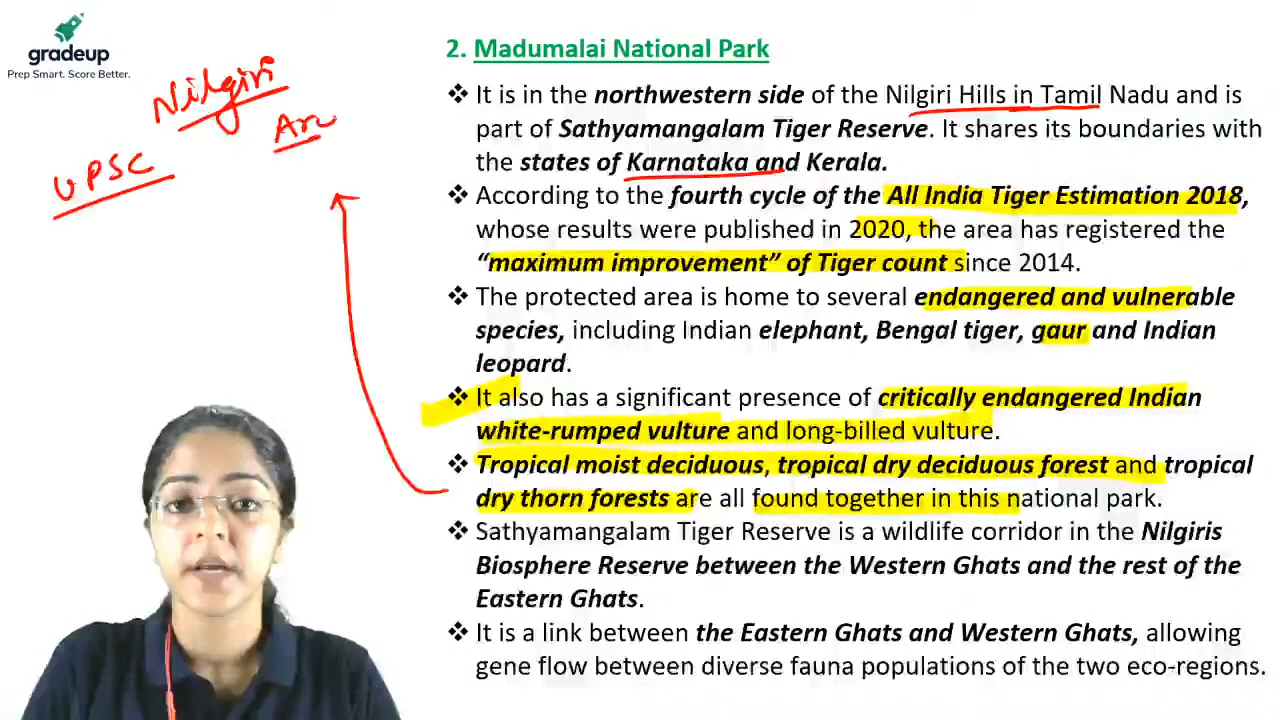 gradeup
Prep Smart. Score Better.
Nilgiri
Arc
UPSC
2. Madumalai National Park
❖ It is in the northwestern side of the Nilgiri Hills in Tamil Nadu and is
part of Sathyamangalam Tiger Reserve. It shares its boundaries with
the states of Karnataka and Kerala.
❖ According to the fourth cycle of the All India Tiger Estimation 2018,
whose results were published in 2020, the area has registered the
“maximum improvement” of Tiger count since 2014.
❖ The protected area is home to several endangered and vulnerable
species, including Indian elephant, Bengal tiger, gaur and Indian
leopard.
❖ It also has a significant presence of critically endangered Indian
white-rumped vulture and long-billed vulture.
❖ Tropical moist deciduous, tropical dry deciduous forest and tropical
dry thorn forests are all found together in this national park.
❖ Sathyamangalam Tiger Reserve is a wildlife corridor in the Nilgiris
Biosphere Reserve between the Western Ghats and the rest of the
Eastern Ghats.
❖ It is a link between the Eastern Ghats and Western Ghats, allowing
gene flow between diverse fauna populations of the two eco-regions.